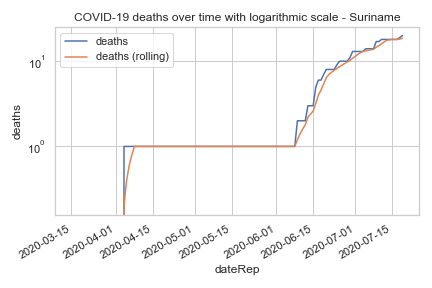 COVID-19 deaths over time with logarithmic scale - Suriname
deaths
deaths (rolling)
10¹
10⁰
deaths
2020-03-15
2020-04-01
2020-04-15
2020-05-01
2020-05-15
2020-06-01
2020-06-15
2020-07-01
2020-07-15
dateRep